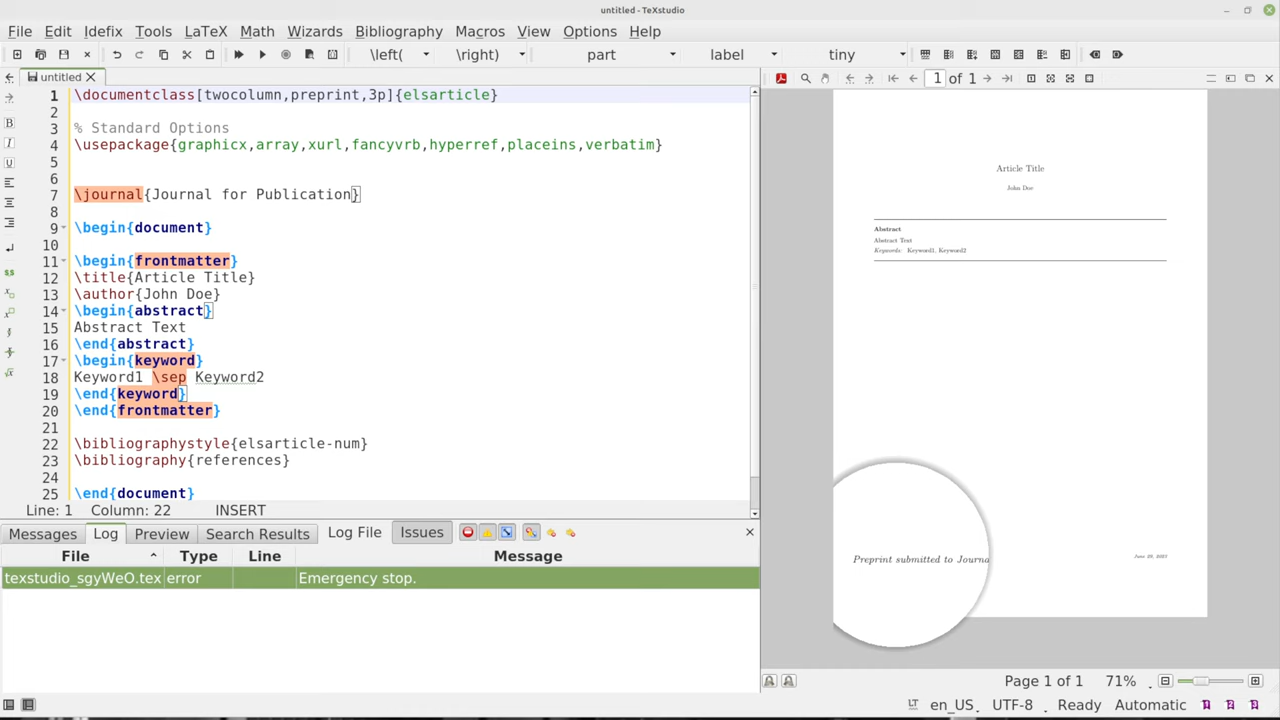 untitled - TeXstudio
File Edit Idefix Tools LaTeX Math Wizards Bibliography Macros View Options Help
\left( \right) part label tiny
untitled
1 of 1
1 \documentclass[twocolumn,preprint,3p]{elsarticle}
2
3 % Standard Options
4 \usepackage{graphicx,array,xurl,fancyvrb,hyperref,placeins,verbatim}
5
6
7 \journal{Journal for Publication}
8
9 \begin{document}
10
11 \begin{frontmatter}
12 \title{Article Title}
13 \author{John Doe}
14 \begin{abstract}
15 Abstract Text
16 \end{abstract}
17 \begin{keyword}
18 Keyword1 \sep Keyword2
19 \end{keyword}
20 \end{frontmatter}
21
22 \bibliographystyle{elsarticle-num}
23 \bibliography{references}
24
25 \end{document}
Line: 1 Column: 22 INSERT
Messages Log Preview Search Results Log File Issues
File Type Line Message
texstudio_sgyWeO.tex error Emergency stop.
Article Title
John Doe
Abstract
Abstract Text
Keywords: Keyword1, Keyword2
Preprint submitted to Journa
Page 1 of 1 71%
en_US UTF-8 Ready Automatic